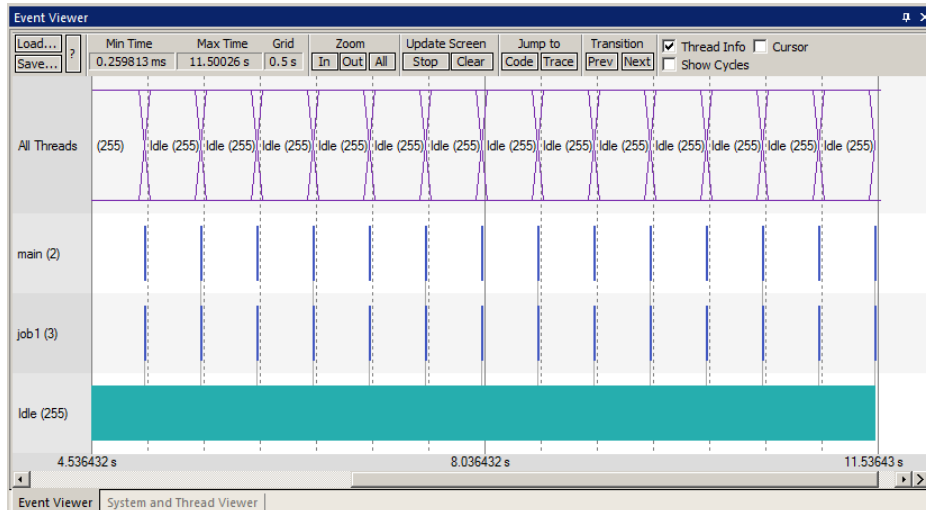 Event Viewer
Load... Save... ?
Min Time Max Time Grid Zoom Update Screen Jump to Transition
0.259813 ms 11.50026 s 0.5 s In Out All Stop Clear Code Trace Prev Next
Thread Info Cursor
Show Cycles
All Threads (255) Idle (255) Idle (255) Idle (255) Idle (255) Idle (255) Idle (255) Idle (255) Idle (255) Idle (255) Idle (255) Idle (255) Idle (255) Idle (255)
main (2)
job1 (3)
Idle (255)
4.536432 s 8.036432 s 11.53643 s
Event Viewer System and Thread Viewer